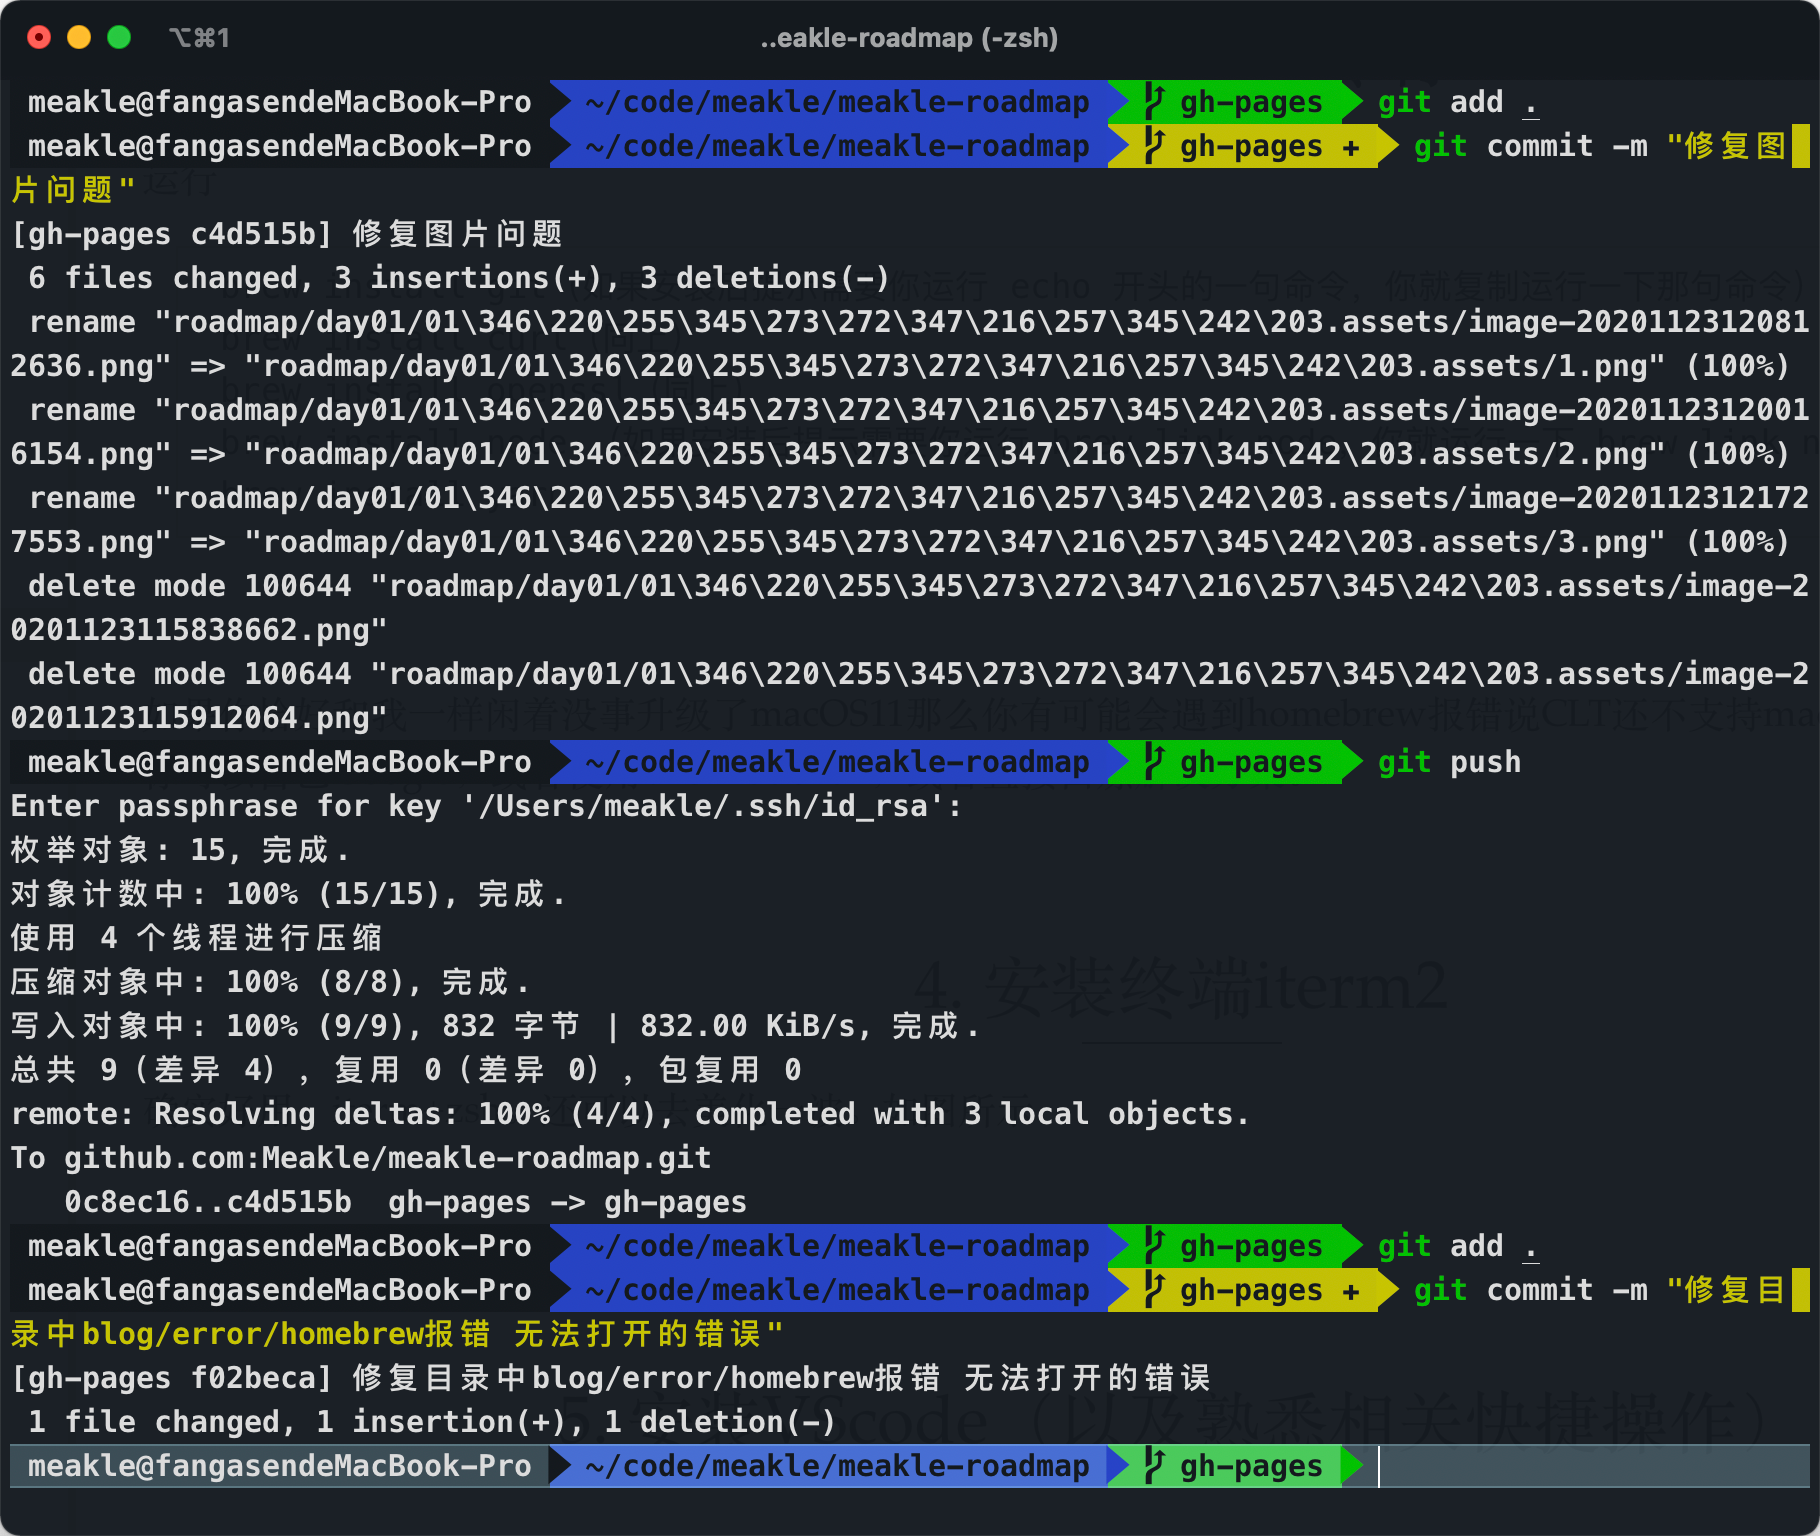 ⌥⌘1
..eakle-roadmap (-zsh)
meakle@fangasendeMacBook-Pro ~/code/meakle/meakle-roadmap gh-pages git add .
meakle@fangasendeMacBook-Pro ~/code/meakle/meakle-roadmap gh-pages + git commit -m "修复图
片问题"
[gh-pages c4d515b] 修复图片问题
6 files changed, 3 insertions(+), 3 deletions(-)
rename "roadmap/day01/01\346\220\255\345\273\272\347\216\257\345\242\203.assets/image-2020112312081
2636.png" => "roadmap/day01/01\346\220\255\345\273\272\347\216\257\345\242\203.assets/1.png" (100%)
rename "roadmap/day01/01\346\220\255\345\273\272\347\216\257\345\242\203.assets/image-2020112312001
6154.png" => "roadmap/day01/01\346\220\255\345\273\272\347\216\257\345\242\203.assets/2.png" (100%)
rename "roadmap/day01/01\346\220\255\345\273\272\347\216\257\345\242\203.assets/image-2020112312172
7553.png" => "roadmap/day01/01\346\220\255\345\273\272\347\216\257\345\242\203.assets/3.png" (100%)
delete mode 100644 "roadmap/day01/01\346\220\255\345\273\272\347\216\257\345\242\203.assets/image-2
0201123115838662.png"
delete mode 100644 "roadmap/day01/01\346\220\255\345\273\272\347\216\257\345\242\203.assets/image-2
0201123115912064.png"
meakle@fangasendeMacBook-Pro ~/code/meakle/meakle-roadmap gh-pages git push
Enter passphrase for key '/Users/meakle/.ssh/id_rsa':
枚举对象: 15, 完成.
对象计数中: 100% (15/15), 完成.
使用 4 个线程进行压缩
压缩对象中: 100% (8/8), 完成.
写入对象中: 100% (9/9), 832 字节 | 832.00 KiB/s, 完成.
总共 9（差异 4），复用 0（差异 0），包复用 0
remote: Resolving deltas: 100% (4/4), completed with 3 local objects.
To github.com:Meakle/meakle-roadmap.git
0c8ec16..c4d515b  gh-pages -> gh-pages
meakle@fangasendeMacBook-Pro ~/code/meakle/meakle-roadmap gh-pages git add .
meakle@fangasendeMacBook-Pro ~/code/meakle/meakle-roadmap gh-pages + git commit -m "修复目
录中blog/error/homebrew报错 无法打开的错误"
[gh-pages f02beca] 修复目录中blog/error/homebrew报错 无法打开的错误
1 file changed, 1 insertion(+), 1 deletion(-)
meakle@fangasendeMacBook-Pro ~/code/meakle/meakle-roadmap gh-pages